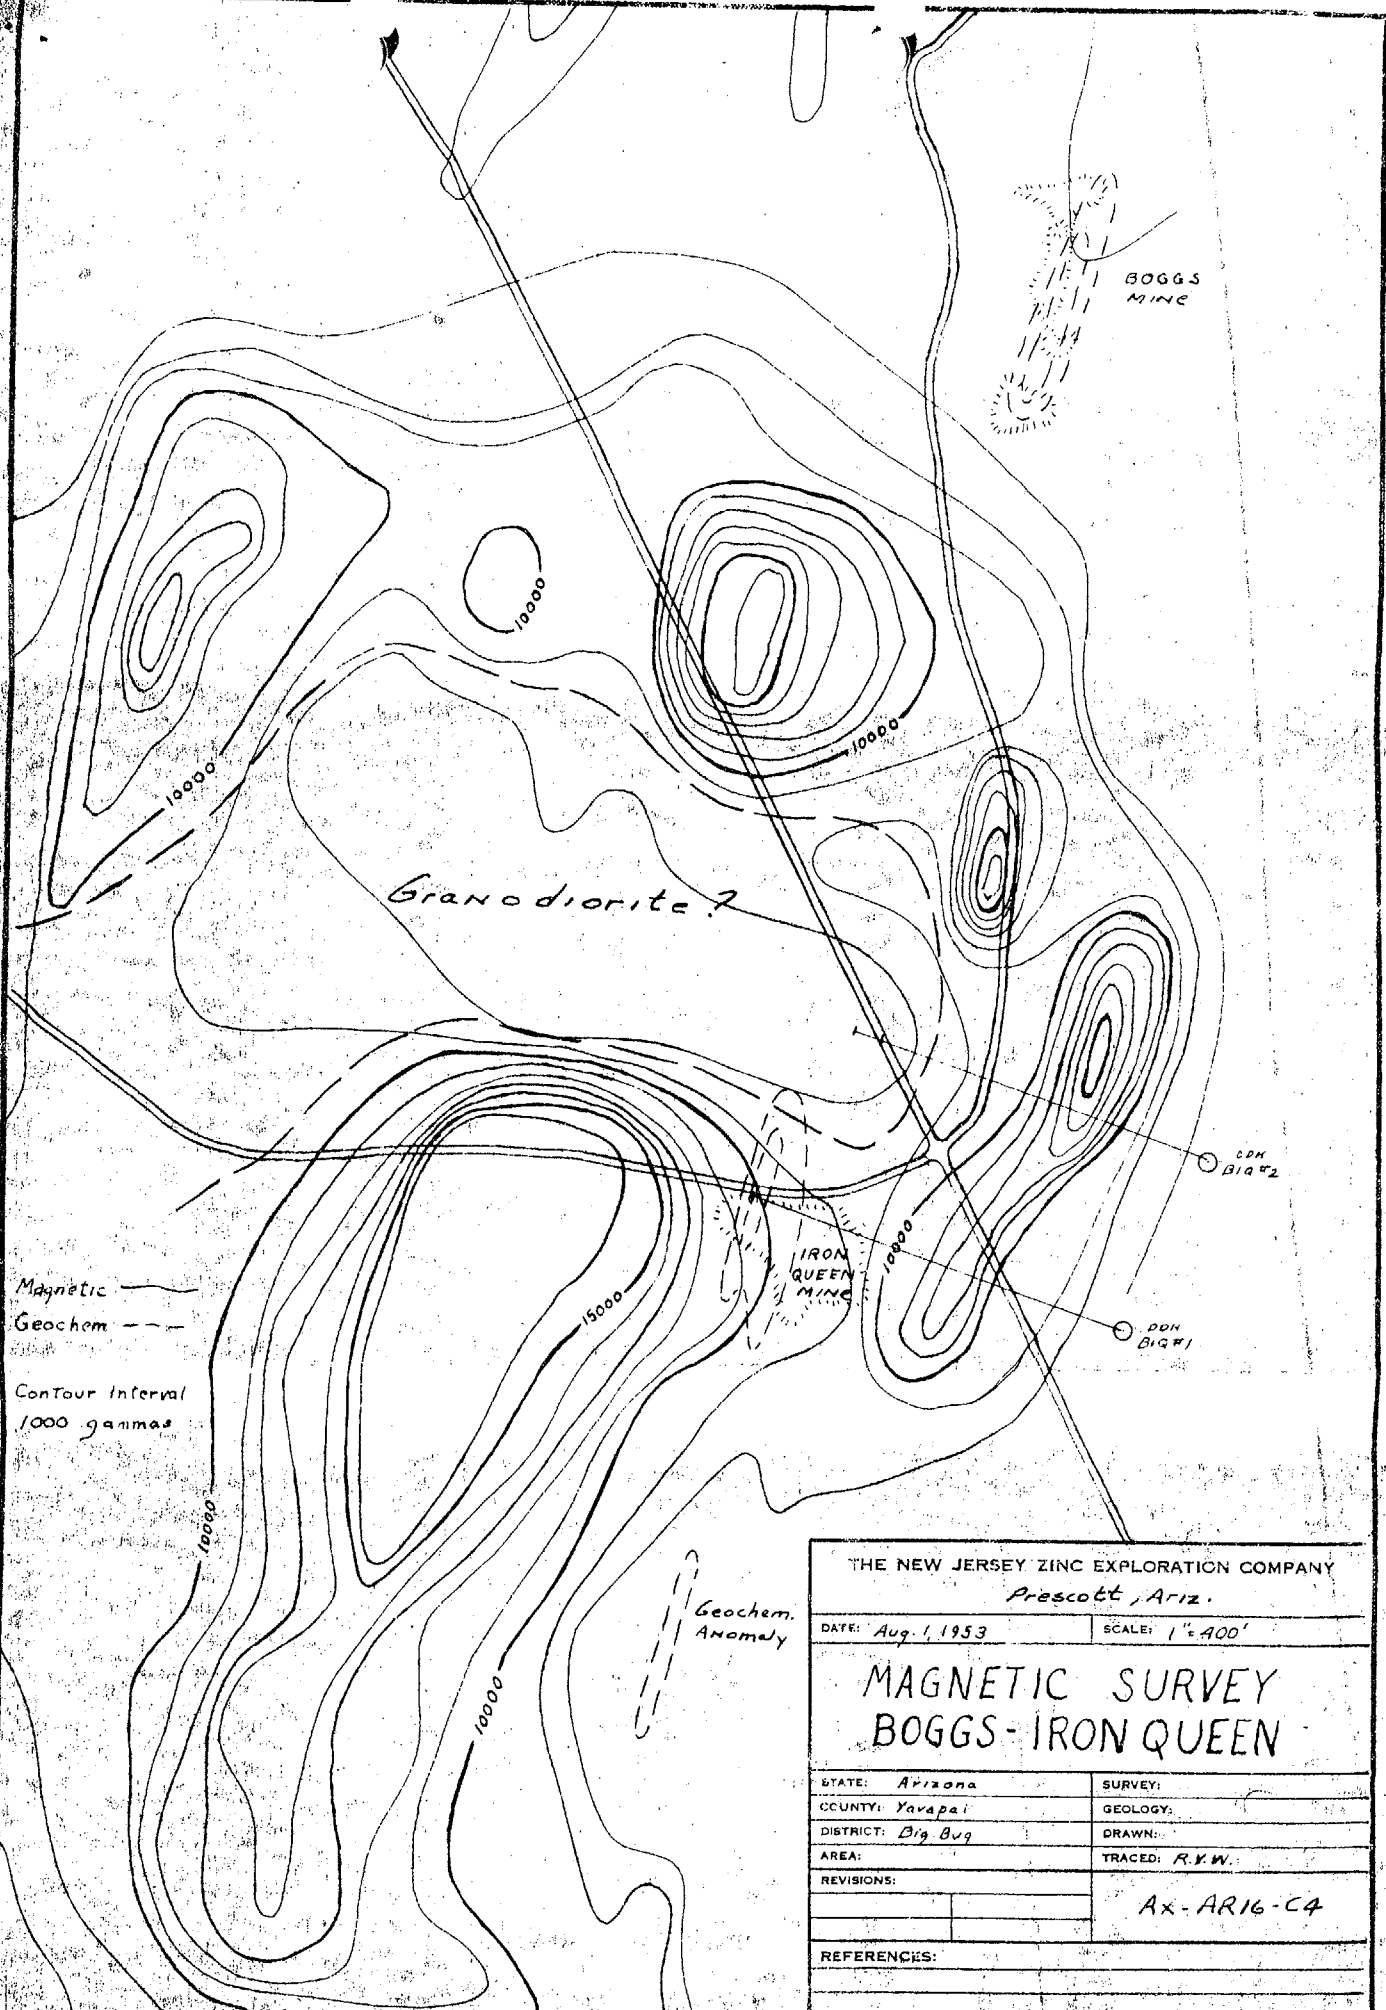 BOGGS
MINE
10000
10000
10000
Granodiorite ?
DDH
BIG #2
IRON
QUEEN
MINE
10000
15000
DDH
BIG #1
Magnetic
Geochem
Contour Interval
1000 gammas
10000
10000
Geochem.
Anomaly
THE NEW JERSEY ZINC EXPLORATION COMPANY
Prescott, Ariz.
DATE: Aug. 1, 1953
SCALE: 1"=400'
MAGNETIC SURVEY
BOGGS-IRON QUEEN
STATE: Arizona
SURVEY:
COUNTY: Yavapai
GEOLOGY:
DISTRICT: Big Bug
DRAWN:
AREA:
TRACED: R.V.W.
REVISIONS:
AX-AR16-C4
REFERENCES: